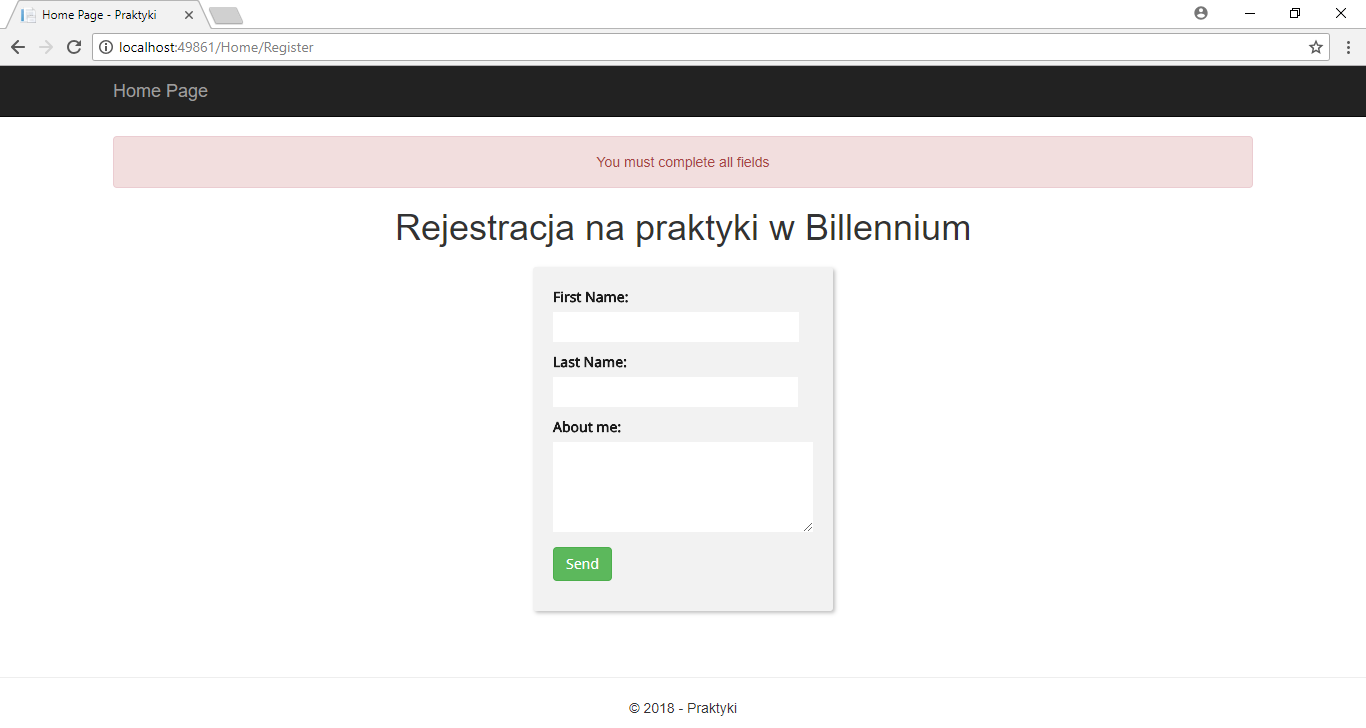 Home Page - Praktyki
localhost:49861/Home/Register
Home Page
You must complete all fields
Rejestracja na praktyki w Billennium
First Name:
Last Name:
About me:
Send
© 2018 - Praktyki